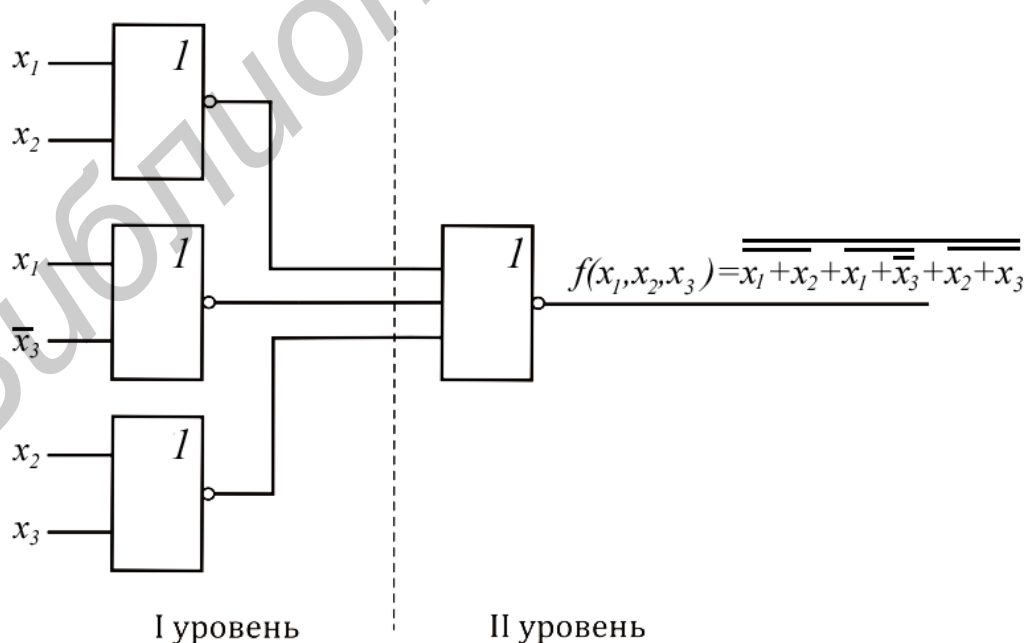 x₁
1
x₂
x₁
1
x̅₃
x₂
1
x₃
1
f(x₁,x₂,x₃)=x₁+x₂+x₁+x̅₃+x₂+x₃
I уровень
II уровень